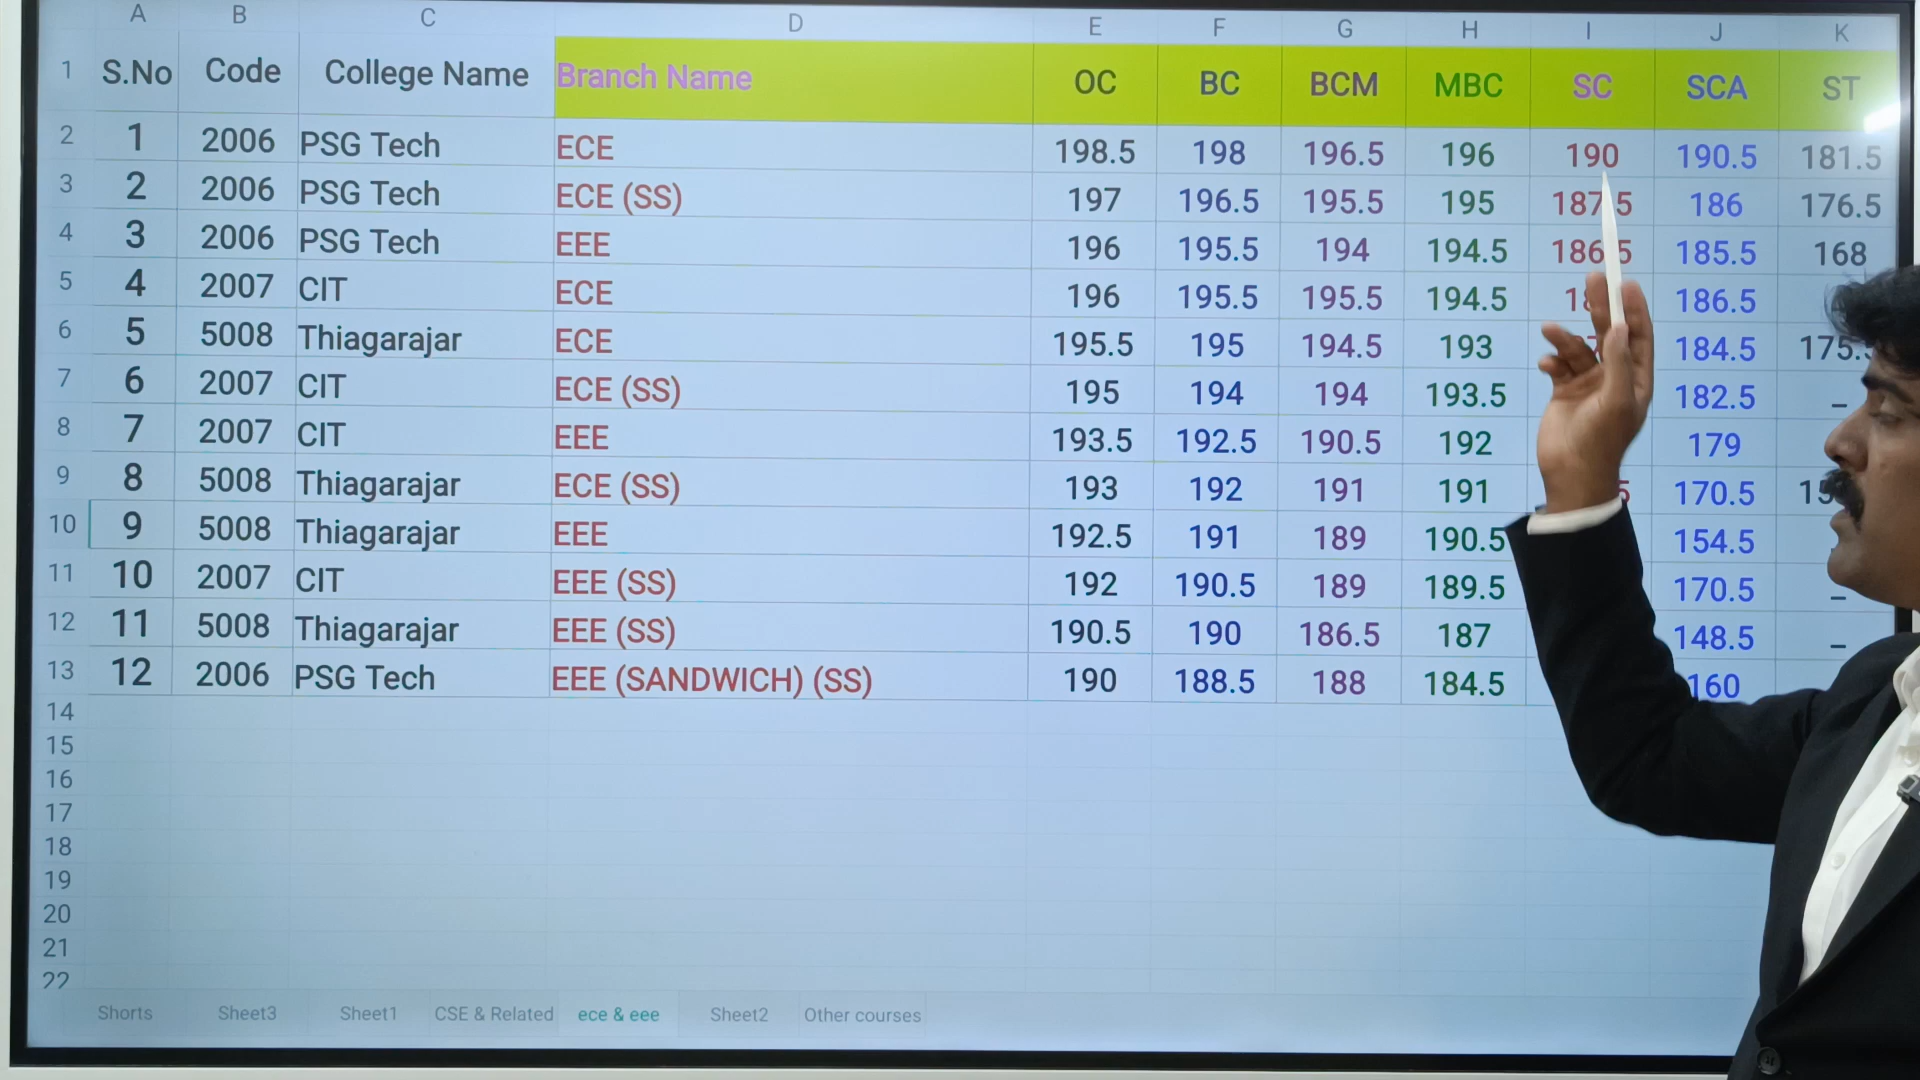 A B C D E F G H I J K
1 S.No Code College Name Branch Name OC BC BCM MBC SC SCA ST
2 1 2006 PSG Tech ECE 198.5 198 196.5 196 190 190.5 181.5
3 2 2006 PSG Tech ECE (SS) 197 196.5 195.5 195 187.5 186 176.5
4 3 2006 PSG Tech EEE 196 195.5 194 194.5 186.5 185.5 168
5 4 2007 CIT ECE 196 195.5 195.5 194.5 186.5
6 5 5008 Thiagarajar ECE 195.5 195 194.5 193 184.5
7 6 2007 CIT ECE (SS) 195 194 194 193.5 182.5 –
8 7 2007 CIT EEE 193.5 192.5 190.5 192 179
9 8 5008 Thiagarajar ECE (SS) 193 192 191 191 170.5
10 9 5008 Thiagarajar EEE 192.5 191 189 190.5 154.5
11 10 2007 CIT EEE (SS) 192 190.5 189 189.5 170.5 –
12 11 5008 Thiagarajar EEE (SS) 190.5 190 186.5 187 148.5 –
13 12 2006 PSG Tech EEE (SANDWICH) (SS) 190 188.5 188 184.5 160
14
15
16
17
18
19
20
21
22
Shorts Sheet3 Sheet1 CSE & Related ece & eee Sheet2 Other courses